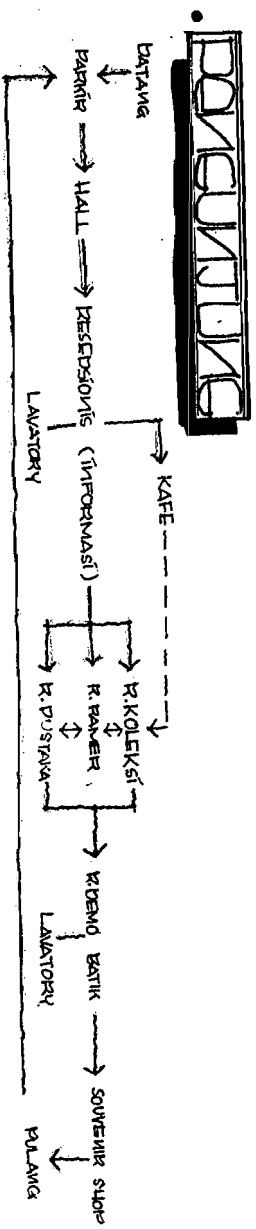 PENGUNJUNG
DATANG
PARKIR
HALL
RESEPSIONIS (INFORMASI)
LAVATORY
KAFE
R.KOLEKSI
R.PAMER
R.PUSTAKA
R.DEMO BATIK
LAVATORY
SOUVENIR SHOP
PULANG